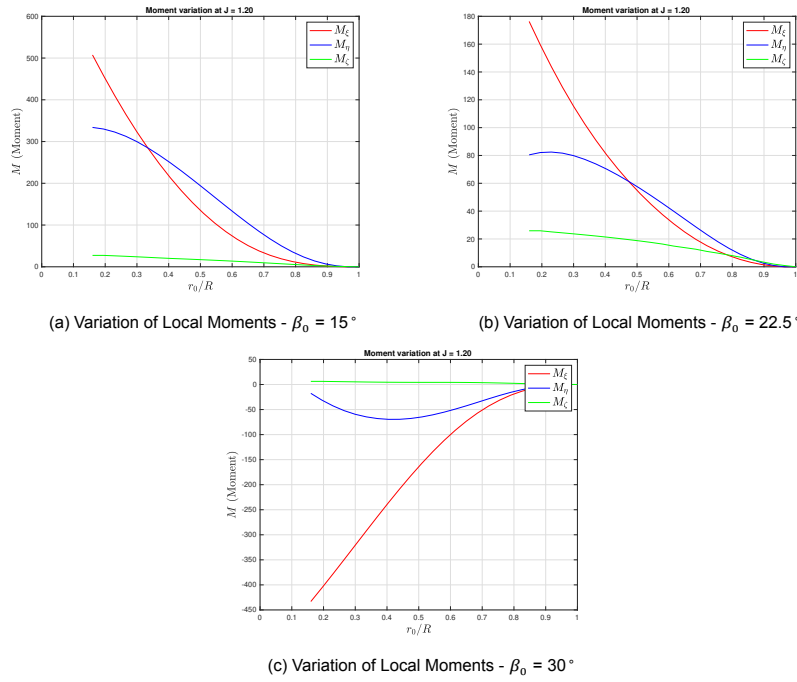 Moment variation at J = 1.20
600
500
400
300
200
100
0
M (Moment)
0 0.1 0.2 0.3 0.4 0.5 0.6 0.7 0.8 0.9 1
r₀/R
M_ξ
M_η
M_ζ
(a) Variation of Local Moments - β₀ = 15°
Moment variation at J = 1.20
180
160
140
120
100
80
60
40
20
0
M (Moment)
0 0.1 0.2 0.3 0.4 0.5 0.6 0.7 0.8 0.9 1
r₀/R
M_ξ
M_η
M_ζ
(b) Variation of Local Moments - β₀ = 22.5°
Moment variation at J = 1.20
50
0
-50
-100
-150
-200
-250
-300
-350
-400
-450
M (Moment)
0 0.1 0.2 0.3 0.4 0.5 0.6 0.7 0.8 0.9 1
r₀/R
M_ξ
M_η
M_ζ
(c) Variation of Local Moments - β₀ = 30°